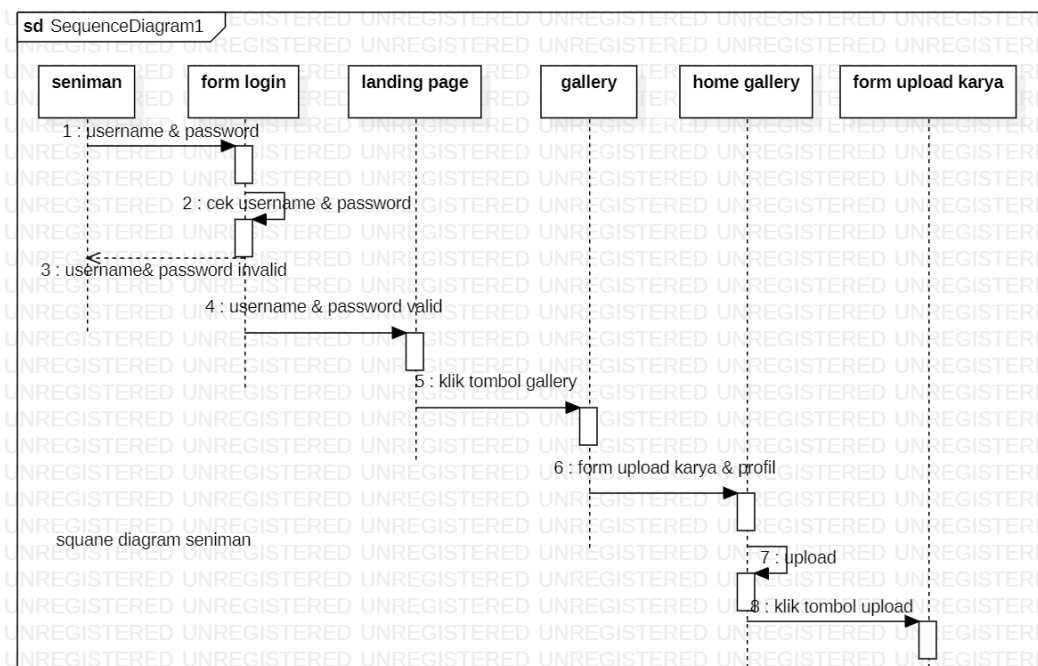 sd SequenceDiagram1
seniman
form login
landing page
gallery
home gallery
form upload karya
1 : username & password
2 : cek username & password
3 : username& password invalid
4 : username & password valid
5 : klik tombol gallery
6 : form upload karya & profil
squane diagram seniman
7 : upload
8 : klik tombol upload
UNREGISTERED